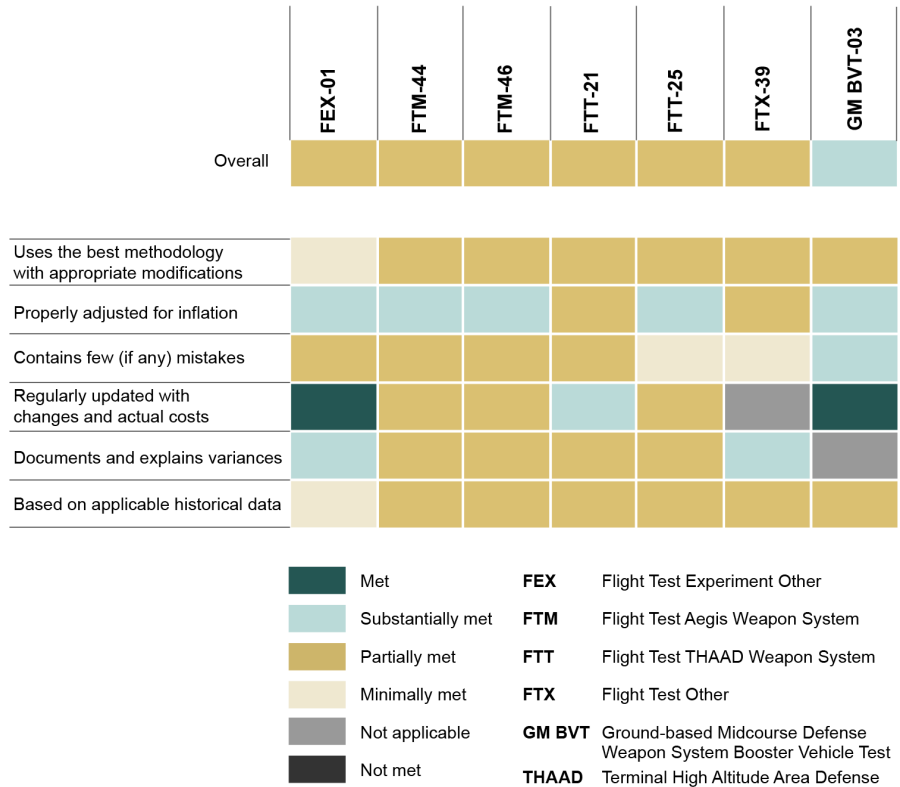 FEX-01
FTM-44
FTM-46
FTT-21
FTT-25
FTX-39
GM BVT-03
Overall
Uses the best methodology
with appropriate modifications
Properly adjusted for inflation
Contains few (if any) mistakes
Regularly updated with
changes and actual costs
Documents and explains variances
Based on applicable historical data
Met
FEX Flight Test Experiment Other
Substantially met
FTM Flight Test Aegis Weapon System
Partially met
FTT Flight Test THAAD Weapon System
Minimally met
FTX Flight Test Other
Not applicable
GM BVT Ground-based Midcourse Defense
Weapon System Booster Vehicle Test
Not met
THAAD Terminal High Altitude Area Defense